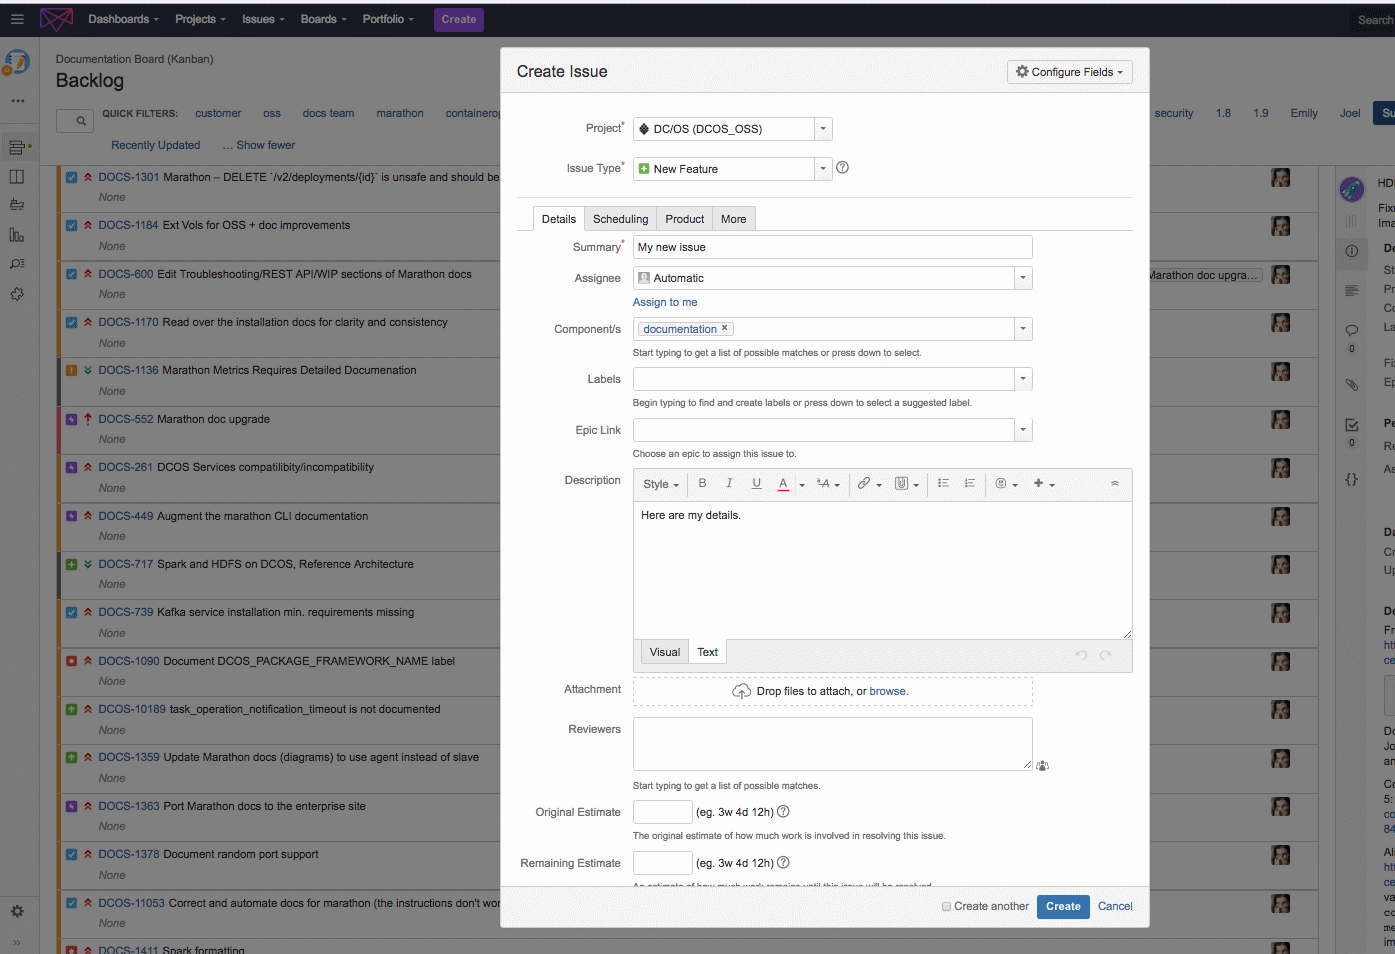 Dashboards Projects Issues Boards Portfolio Create Search
Documentation Board (Kanban)
Backlog
QUICK FILTERS: customer oss docs team marathon security 1.8 1.9 Emily Joel
Recently Updated ... Show fewer
DOCS-1301 Marathon – DELETE `/v2/deployments/{id}` is unsafe and should be
None
DOCS-1184 Ext Vols for OSS + doc improvements
None
DOCS-600 Edit Troubleshooting/REST API/WIP sections of Marathon docs
None
Marathon doc upgra...
DOCS-1170 Read over the installation docs for clarity and consistency
None
DOCS-1136 Marathon Metrics Requires Detailed Documenation
None
DOCS-552 Marathon doc upgrade
None
DOCS-261 DCOS Services compatilibity/incompatibility
None
DOCS-449 Augment the marathon CLI documentation
None
DOCS-717 Spark and HDFS on DCOS, Reference Architecture
None
DOCS-739 Kafka service installation min. requirements missing
None
DOCS-1090 Document DCOS_PACKAGE_FRAMEWORK_NAME label
None
DCOS-10189 task_operation_notification_timeout is not documented
None
DOCS-1359 Update Marathon docs (diagrams) to use agent instead of slave
None
DOCS-1363 Port Marathon docs to the enterprise site
None
DOCS-1378 Document random port support
None
DCOS-11053 Correct and automate docs for marathon (the instructions don't wor
None
DOCS-1411 Spark formatting
Create Issue
Configure Fields
Project* DC/OS (DCOS_OSS)
Issue Type* New Feature
Details Scheduling Product More
Summary* My new issue
Assignee Automatic
Assign to me
Component/s documentation ×
Start typing to get a list of possible matches or press down to select.
Labels
Begin typing to find and create labels or press down to select a suggested label.
Epic Link
Choose an epic to assign this issue to.
Description Style B I U A
Here are my details.
Visual Text
Attachment Drop files to attach, or browse.
Reviewers
Start typing to get a list of possible matches.
Original Estimate (eg. 3w 4d 12h)
The original estimate of how much work is involved in resolving this issue.
Remaining Estimate (eg. 3w 4d 12h)
An estimate of how much work remains until this issue will be resolved.
Create another Create Cancel